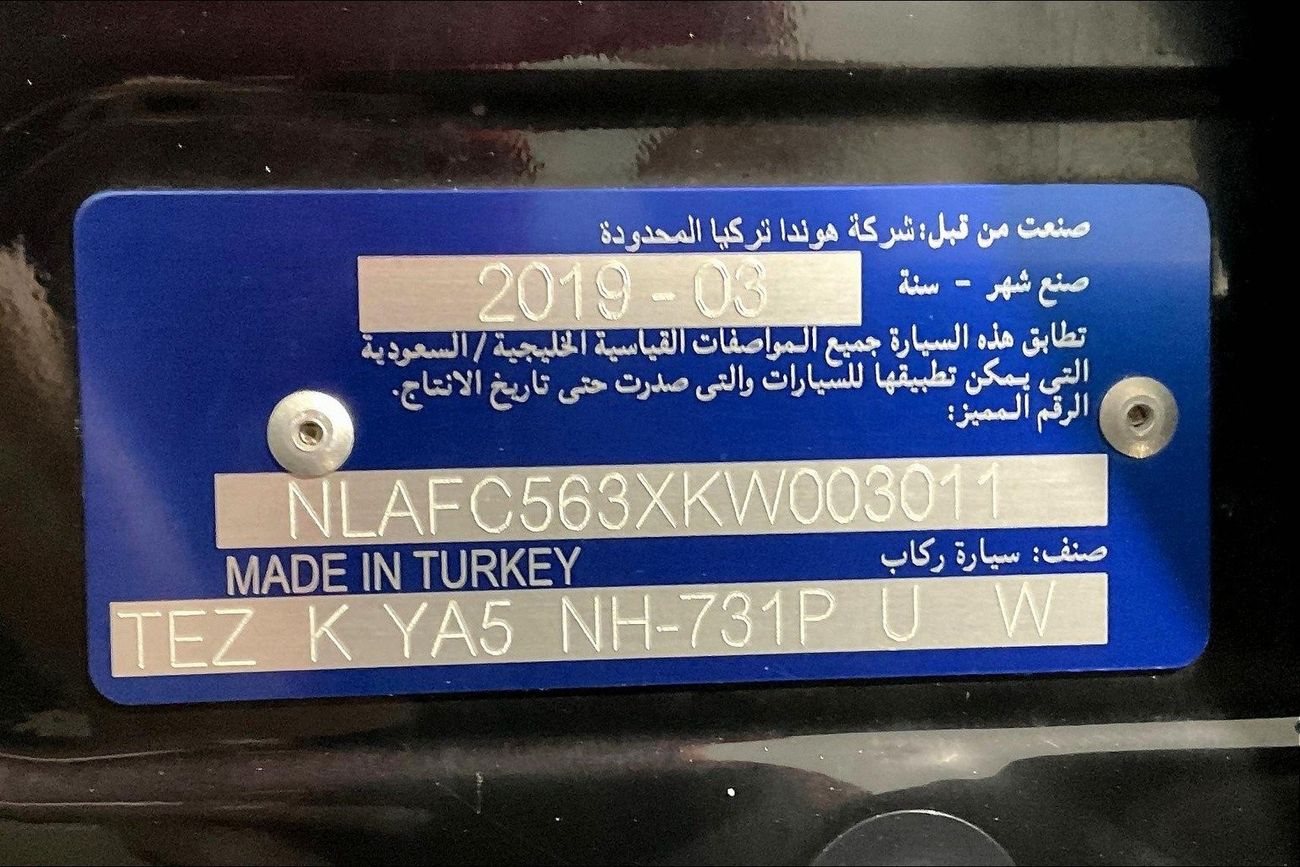 صنعت من قبل: شركة هوندا تركيا المحدودة
صنع شهر - سنة 2019 - 03
تطابق هذه السيارة جميع المواصفات القياسية الخليجية / السعودية
التي يمكن تطبيقها للسيارات والتى صدرت حتى تاريخ الانتاج.
الرقم المميز:
NLAFC563XKW003011
صنف: سيارة ركاب MADE IN TURKEY
TEZ K YA5 NH-731P U W